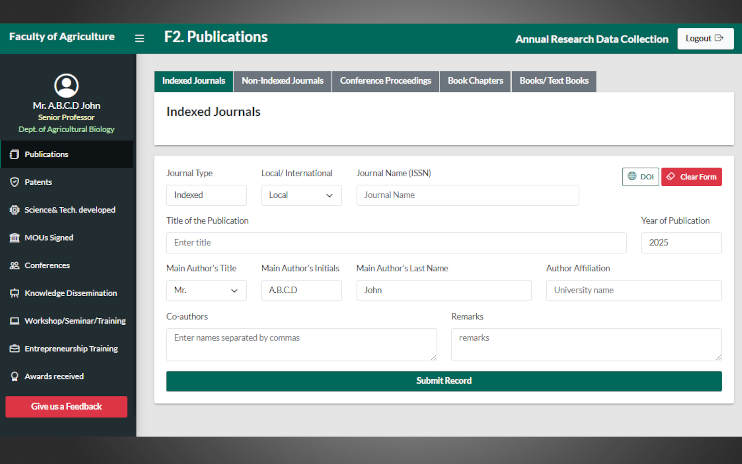 Faculty of Agriculture
F2. Publications
Annual Research Data Collection
Logout
Mr. A.B.C.D John
Senior Professor
Dept. of Agricultural Biology
Publications
Patents
Science& Tech. developed
MOUs Signed
Conferences
Knowledge Dissemination
Workshop/Seminar/Training
Entrepreneurship Training
Awards received
Give us a Feedback
Indexed Journals
Non-Indexed Journals
Conference Proceedings
Book Chapters
Books/ Text Books
Indexed Journals
Journal Type
Local/ International
Journal Name (ISSN)
DOI
Clear Form
Indexed
Local
Journal Name
Title of the Publication
Year of Publication
Enter title
2025
Main Author's Title
Main Author's Initials
Main Author's Last Name
Author Affiliation
Mr.
A.B.C.D
John
University name
Co-authors
Remarks
Enter names separated by commas
remarks
Submit Record